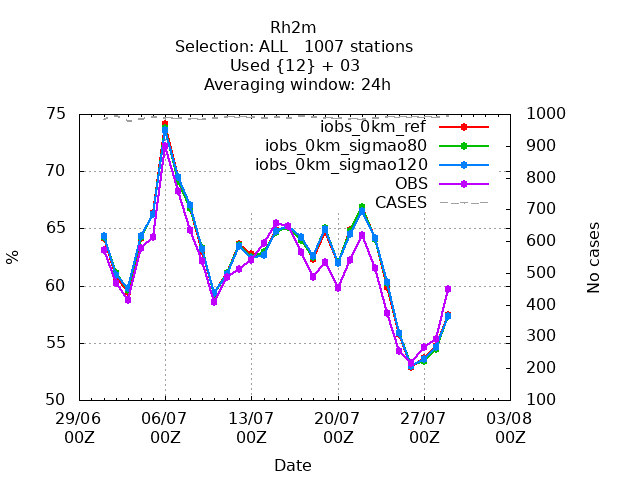 Rh2m
Selection: ALL   1007 stations
Used {12} + 03
Averaging window: 24h
75
70
65
60
55
50
%
1000
900
800
700
600
500
400
300
200
100
No cases
iobs_0km_ref
iobs_0km_sigmao80
iobs_0km_sigmao120
OBS
CASES
29/06 06/07 13/07 20/07 27/07 03/08
00Z 00Z 00Z 00Z 00Z 00Z
Date